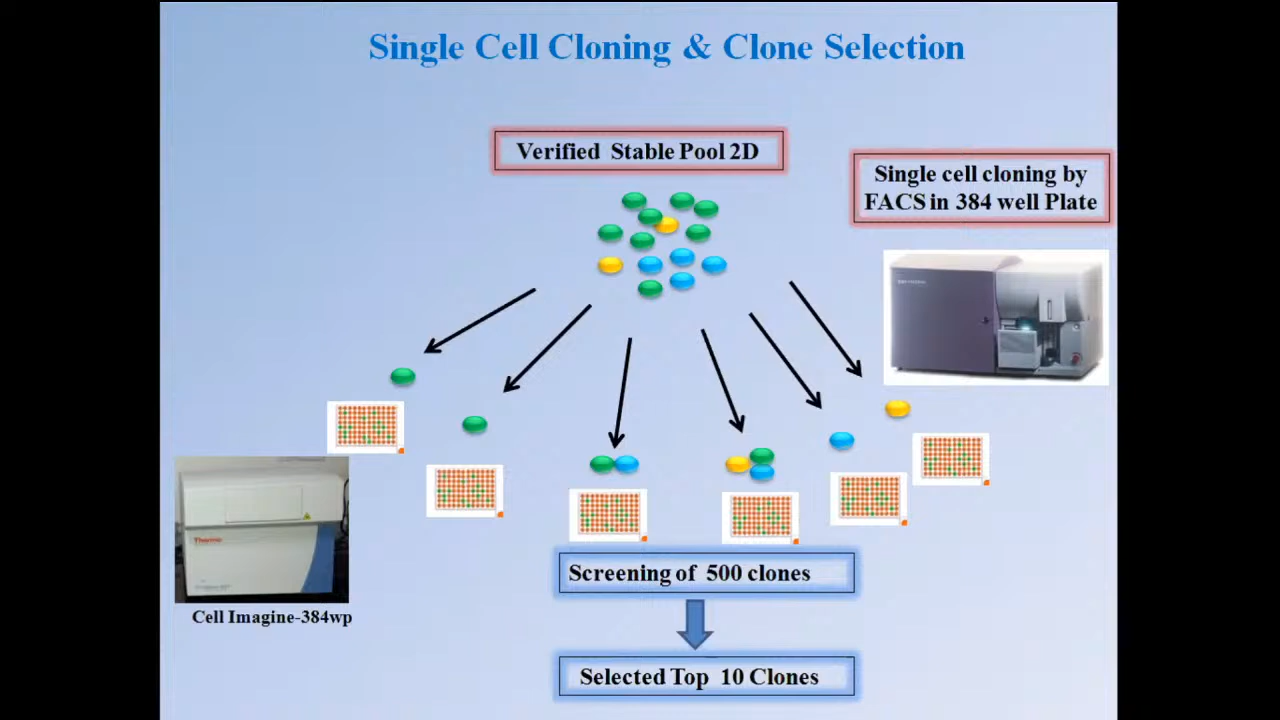 Single Cell Cloning & Clone Selection
Verified Stable Pool 2D
Single cell cloning by
FACS in 384 well Plate
Thermo
Cell Imagine-384wp
Screening of 500 clones
Selected Top 10 Clones